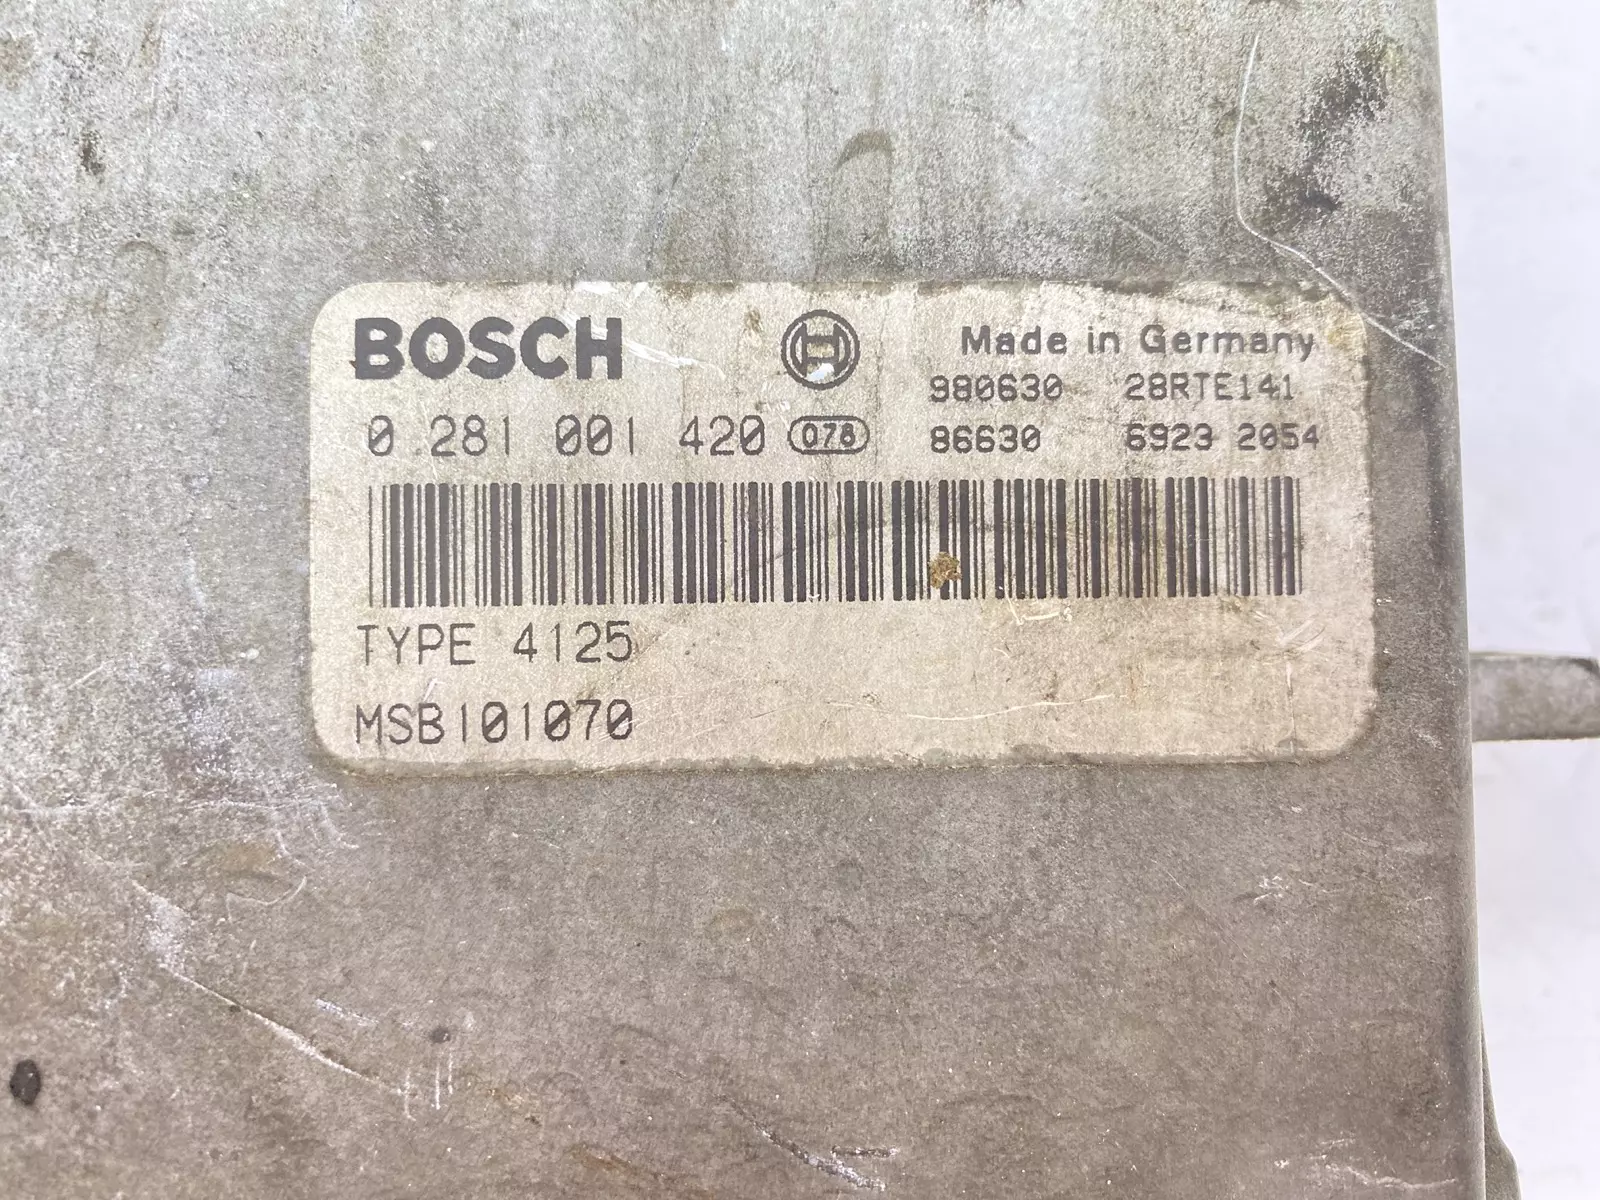 BOSCH Made in Germany
980630 28RTE141
0 281 001 420 078 86630 6923 2054
TYPE 4125
MSB101070